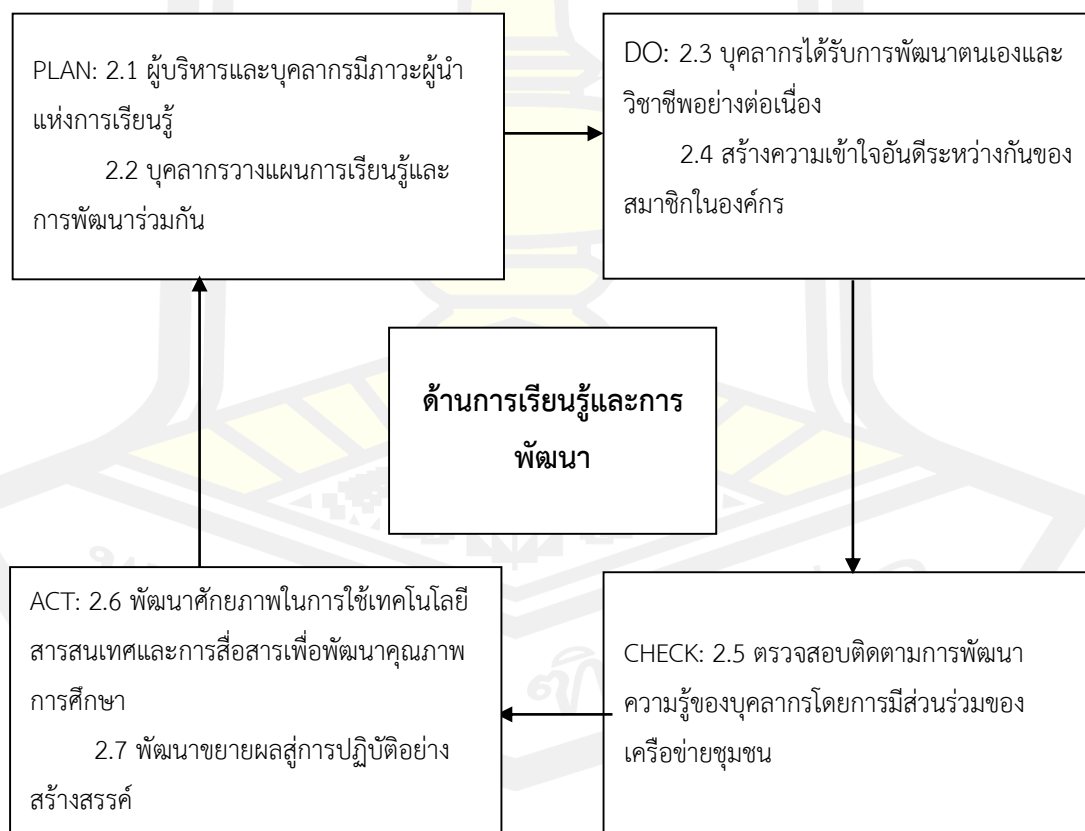 PLAN: 2.1 ผู้บริหารและบุคลากรมีภาวะผู้นำ
แห่งการเรียนรู้
2.2 บุคลากรวางแผนการเรียนรู้และ
การพัฒนาร่วมกัน
DO: 2.3 บุคลากรได้รับการพัฒนาตนเองและ
วิชาชีพอย่างต่อเนื่อง
2.4 สร้างความเข้าใจอันดีระหว่างกันของ
สมาชิกในองค์กร
ด้านการเรียนรู้และการ
พัฒนา
ACT: 2.6 พัฒนาศักยภาพในการใช้เทคโนโลยี
สารสนเทศและการสื่อสารเพื่อพัฒนาคุณภาพ
การศึกษา
2.7 พัฒนาขยายผลสู่การปฏิบัติอย่าง
สร้างสรรค์
CHECK: 2.5 ตรวจสอบติดตามการพัฒนา
ความรู้ของบุคลากรโดยการมีส่วนร่วมของ
เครือข่ายชุมชน